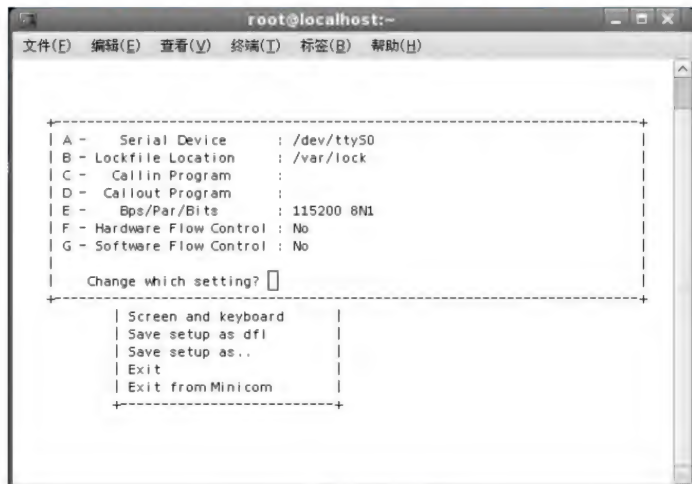 root@localhost:~
文件(F) 编辑(E) 查看(V) 终端(T) 标签(B) 帮助(H)
A - Serial Device : /dev/ttyS0
B - Lockfile Location : /var/lock
C - Callin Program :
D - Callout Program :
E - Bps/Par/Bits : 115200 8N1
F - Hardware Flow Control : No
G - Software Flow Control : No
Change which setting?
Screen and keyboard
Save setup as dfl
Save setup as..
Exit
Exit from Minicom